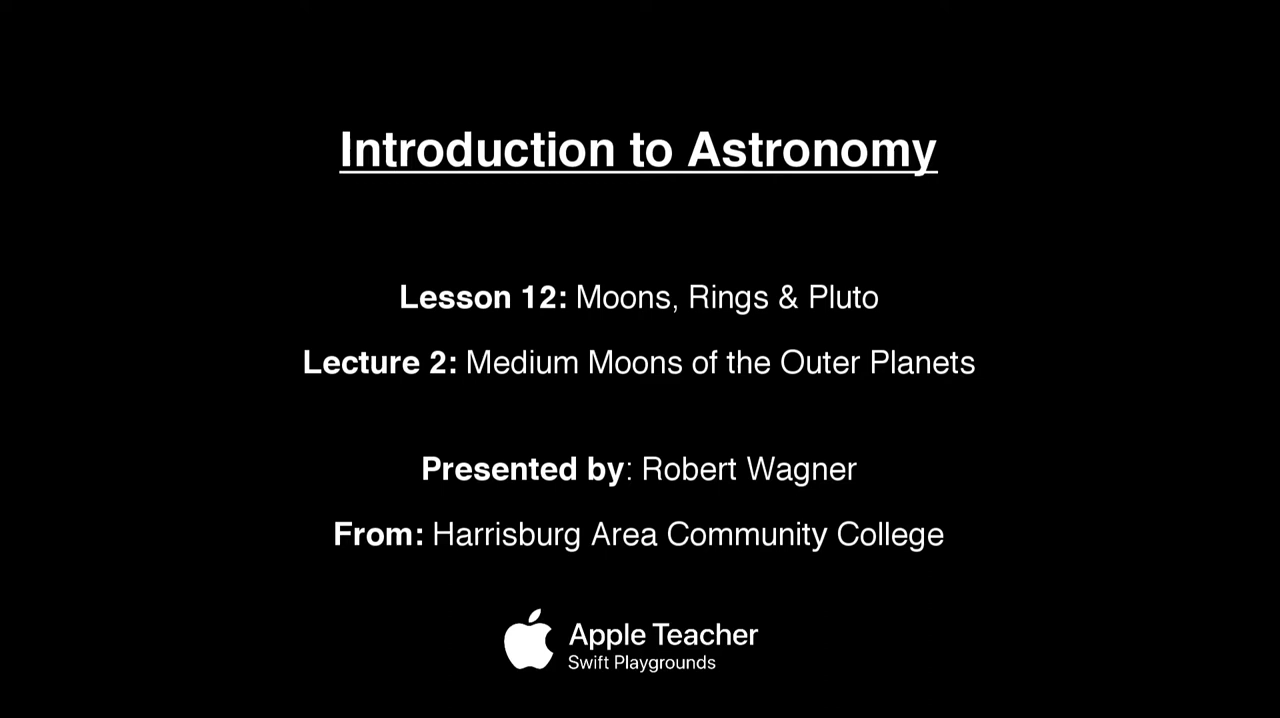 Introduction to Astronomy
Lesson 12: Moons, Rings & Pluto
Lecture 2: Medium Moons of the Outer Planets
Presented by: Robert Wagner
From: Harrisburg Area Community College
Apple Teacher
Swift Playgrounds